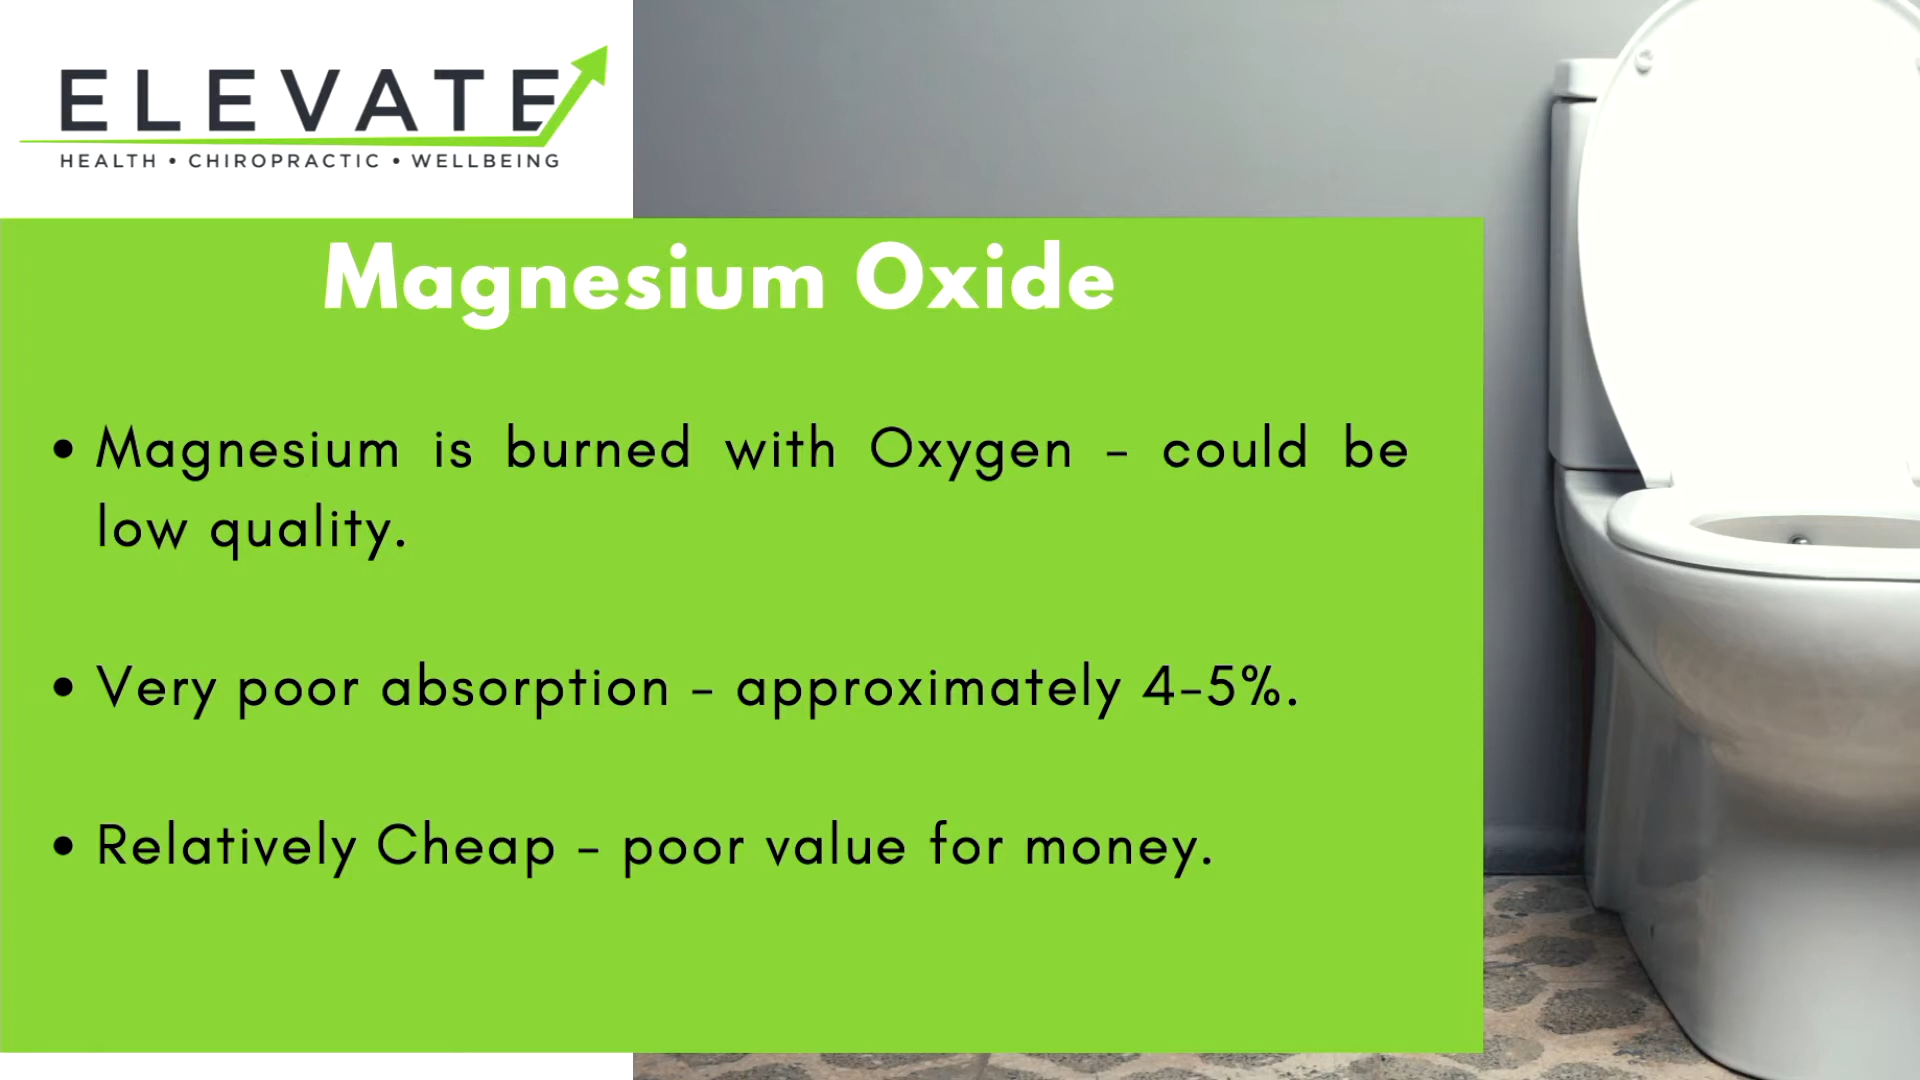 ELEVATE
HEALTH • CHIROPRACTIC • WELLBEING
Magnesium Oxide
• Magnesium is burned with Oxygen - could be
low quality.
• Very poor absorption - approximately 4-5%.
• Relatively Cheap - poor value for money.